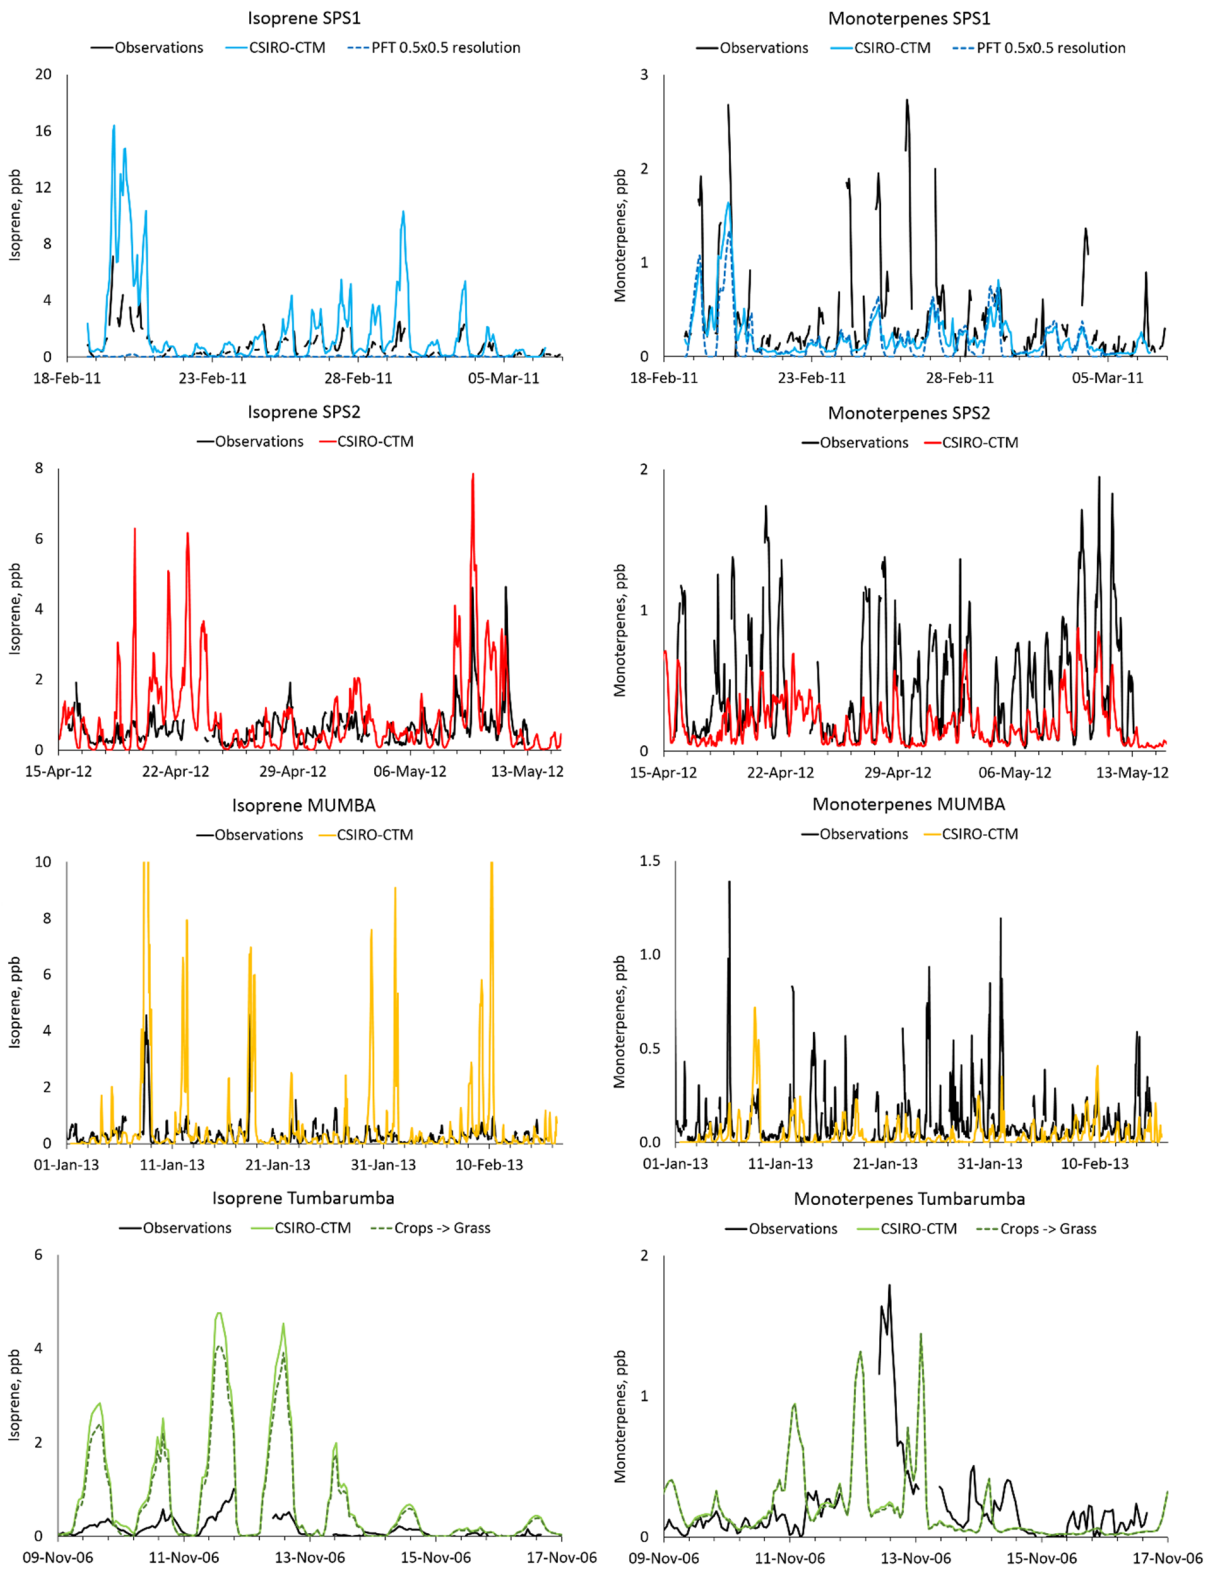 Isoprene SPS1
Observations CSIRO-CTM PFT 0.5x0.5 resolution
Isoprene, ppb
20
16
12
8
4
0
18-Feb-11 23-Feb-11 28-Feb-11 05-Mar-11
Monoterpenes SPS1
Observations CSIRO-CTM PFT 0.5x0.5 resolution
Monoterpenes, ppb
3
2
1
0
18-Feb-11 23-Feb-11 28-Feb-11 05-Mar-11
Isoprene SPS2
Observations CSIRO-CTM
Isoprene, ppb
8
6
4
2
0
15-Apr-12 22-Apr-12 29-Apr-12 06-May-12 13-May-12
Monoterpenes SPS2
Observations CSIRO-CTM
Monoterpenes, ppb
2
1
0
15-Apr-12 22-Apr-12 29-Apr-12 06-May-12 13-May-12
Isoprene MUMBA
Observations CSIRO-CTM
Isoprene, ppb
10
8
6
4
2
0
01-Jan-13 11-Jan-13 21-Jan-13 31-Jan-13 10-Feb-13
Monoterpenes MUMBA
Observations CSIRO-CTM
Monoterpenes, ppb
1.5
1.0
0.5
0.0
01-Jan-13 11-Jan-13 21-Jan-13 31-Jan-13 10-Feb-13
Isoprene Tumbarumba
Observations CSIRO-CTM Crops -> Grass
Isoprene, ppb
6
4
2
0
09-Nov-06 11-Nov-06 13-Nov-06 15-Nov-06 17-Nov-06
Monoterpenes Tumbarumba
Observations CSIRO-CTM Crops -> Grass
Monoterpenes, ppb
2
1
0
09-Nov-06 11-Nov-06 13-Nov-06 15-Nov-06 17-Nov-06